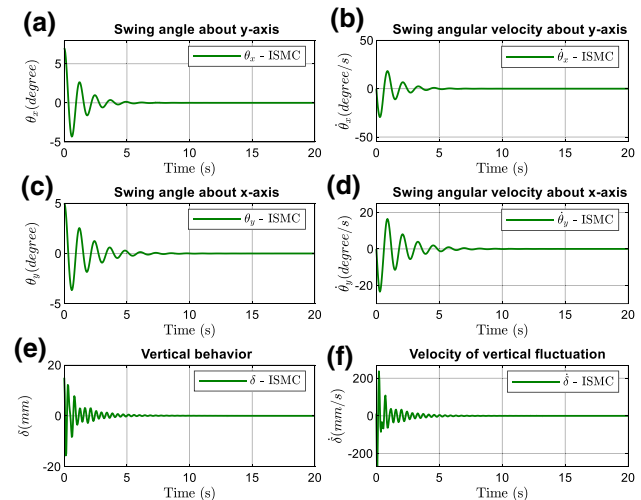 (a)
Swing angle about y-axis
θx(degree)
θx - ISMC
5
0
-5
0 5 10 15 20
Time (s)
(b)
Swing angular velocity about y-axis
θ̇x(degree/s)
θ̇x - ISMC
50
0
-50
0 5 10 15 20
Time (s)
(c)
Swing angle about x-axis
θy(degree)
θy - ISMC
5
0
-5
0 5 10 15 20
Time (s)
(d)
Swing angular velocity about x-axis
θ̇y(degree/s)
θ̇y - ISMC
20
0
-20
0 5 10 15 20
Time (s)
(e)
Vertical behavior
δ(mm)
δ - ISMC
20
0
-20
0 5 10 15 20
Time (s)
(f)
Velocity of vertical fluctuation
δ̇(mm/s)
δ̇ - ISMC
200
0
-200
0 5 10 15 20
Time (s)